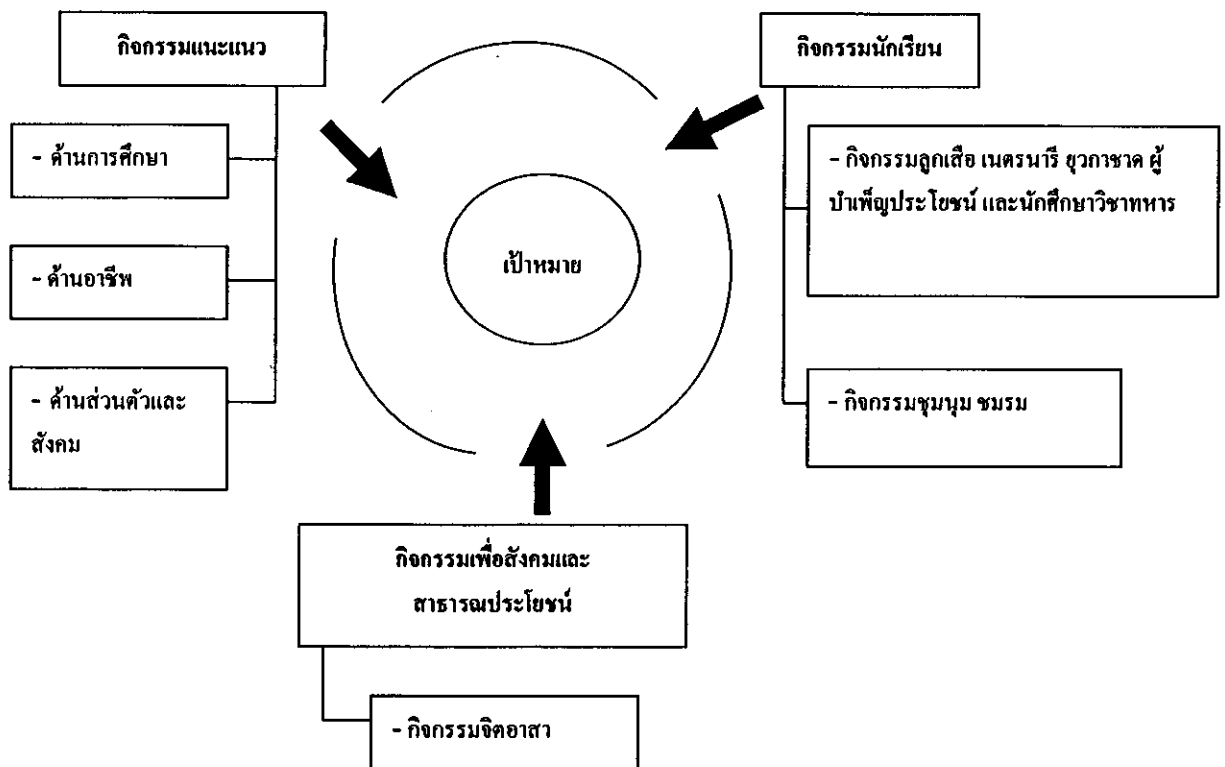 กิจกรรมแนะแนว
- ด้านการศึกษา
- ด้านอาชีพ
- ด้านส่วนตัวและ
สังคม
เป้าหมาย
กิจกรรมนักเรียน
- กิจกรรมลูกเสือ เนตรนารี ยุวกาชาด ผู้
บำเพ็ญประโยชน์ และนักศึกษาวิชาทหาร
- กิจกรรมชุมนุม ชมรม
กิจกรรมเพื่อสังคมและ
สาธารณประโยชน์
- กิจกรรมจิตอาสว